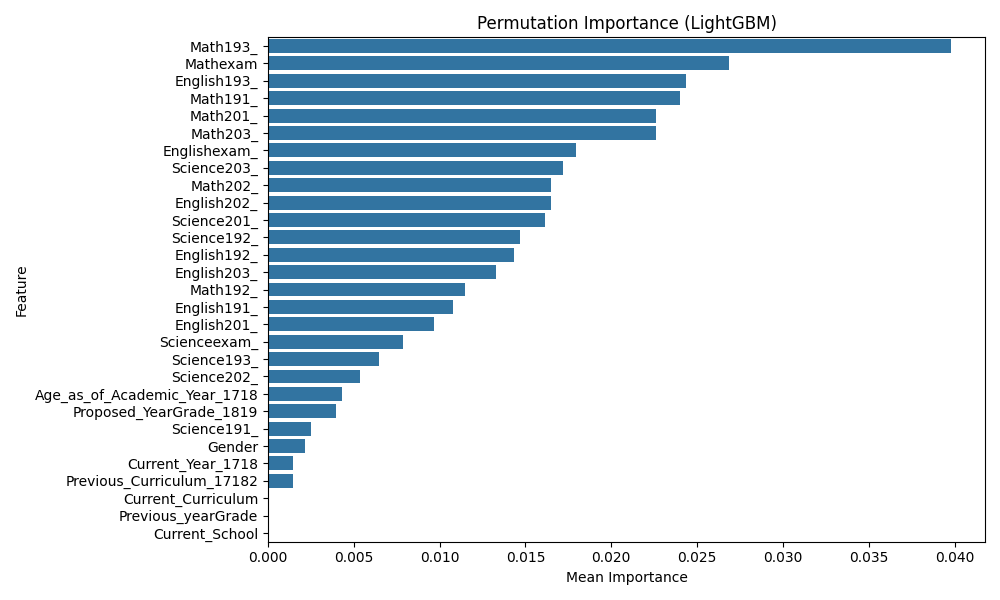 Permutation Importance (LightGBM)
Feature
Math193_
Mathexam
English193_
Math191_
Math201_
Math203_
Englishexam_
Science203_
Math202_
English202_
Science201_
Science192_
English192_
English203_
Math192_
English191_
English201_
Scienceexam_
Science193_
Science202_
Age_as_of_Academic_Year_1718
Proposed_YearGrade_1819
Science191_
Gender
Current_Year_1718
Previous_Curriculum_17182
Current_Curriculum
Previous_yearGrade
Current_School
0.000 0.005 0.010 0.015 0.020 0.025 0.030 0.035 0.040
Mean Importance